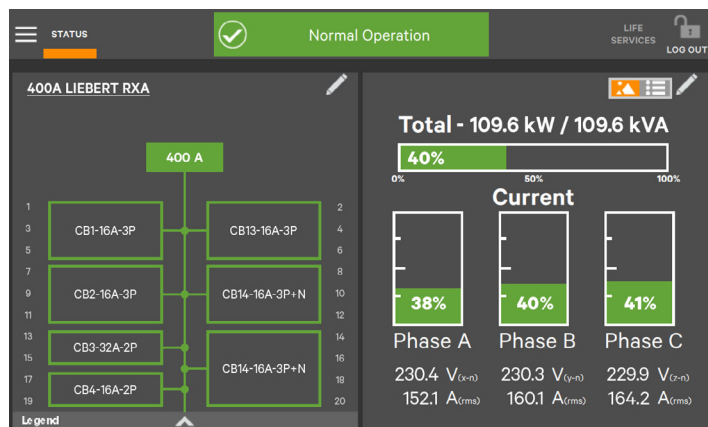 STATUS
Normal Operation
LIFE
SERVICES
LOG OUT
400A LIEBERT RXA
400 A
1
2
3
CB1-16A-3P
CB13-16A-3P
4
5
6
7
8
9
CB2-16A-3P
CB14-16A-3P+N
10
11
12
13
CB3-32A-2P
14
15
CB14-16A-3P+N
16
17
CB4-16A-2P
18
19
20
Legend
Total - 109.6 kW / 109.6 kVA
40%
0%
50%
100%
Current
38%
40%
41%
Phase A
Phase B
Phase C
230.4 V(x-n)
230.3 V(y-n)
229.9 V(z-n)
152.1 A(rms)
160.1 A(rms)
164.2 A(rms)